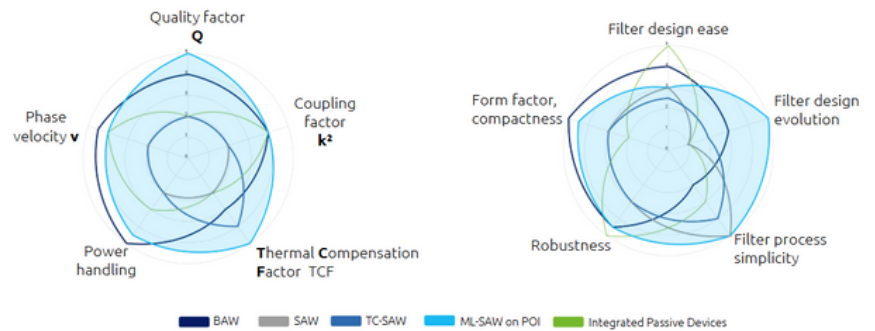 Quality factor
Q
Coupling
factor
k²
Thermal Compensation
Factor TCF
Power
handling
Phase
velocity v
Filter design ease
Filter design
evolution
Filter process
simplicity
Robustness
Form factor,
compactness
BAW
SAW
TC-SAW
ML-SAW on POI
Integrated Passive Devices